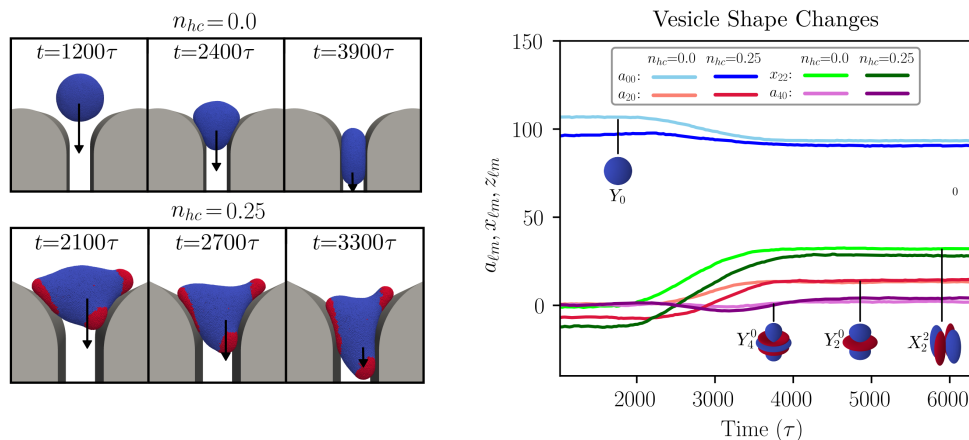 n_{hc}=0.0
t=1200τ t=2400τ t=3900τ
n_{hc}=0.25
t=2100τ t=2700τ t=3300τ
Vesicle Shape Changes
n_{hc}=0.0 n_{hc}=0.25 n_{hc}=0.0 n_{hc}=0.25
a_{00}: x_{22}:
a_{20}: a_{40}:
150
100
50
0
a_{ℓm}, x_{ℓm}, z_{ℓm}
Y_0
0
Y_4^0 Y_2^0 X_2^2
2000 3000 4000 5000 6000
Time (τ)